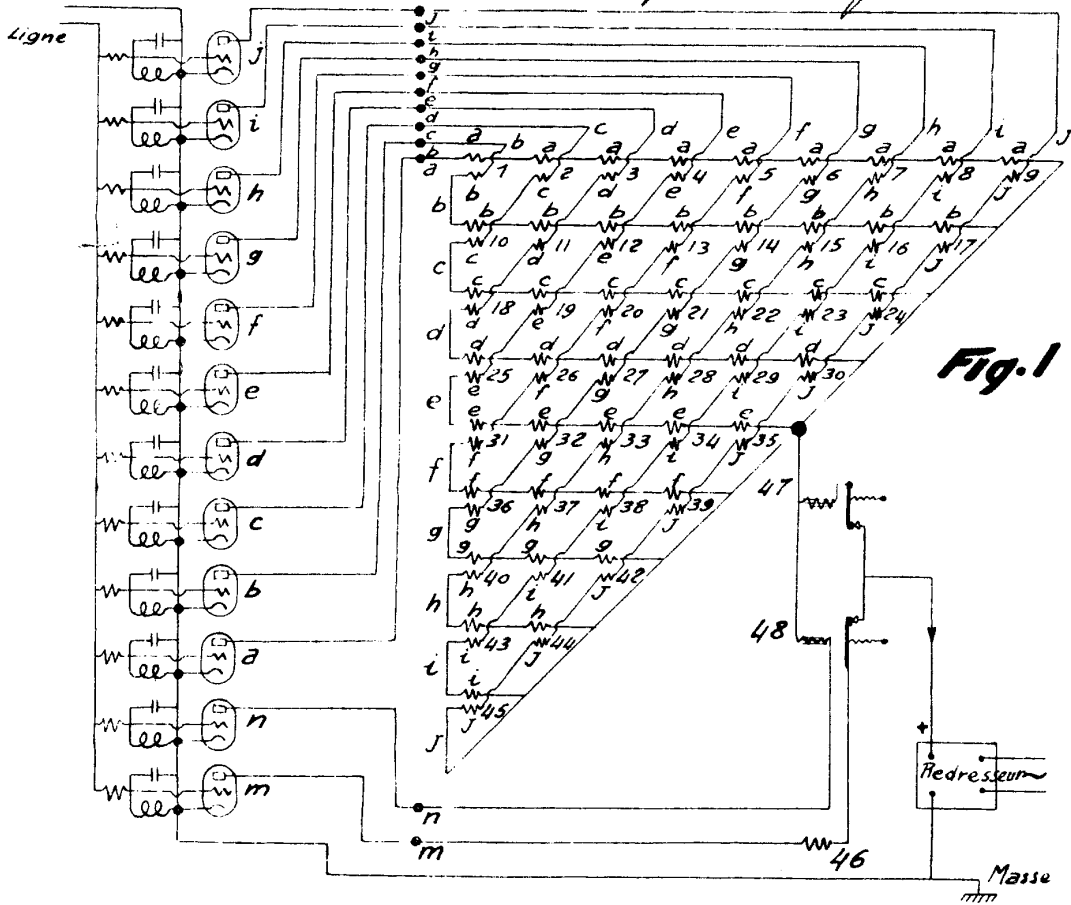 Ligne
j
i
h
g
f
e
d
c
b
a
n
m
J
i
h
g
f
e
d
c
b
a
a b c d e f g h i J
a a a a a a a a
1 2 3 4 5 6 7 8 9
b c d e f g h i J
b
b b b b b b b b
10 11 12 13 14 15 16 17
c
c d e f g h i J
c c c c c c c
18 19 20 21 22 23 24
d
d e f g h i J
d d d d d d
25 26 27 28 29 30
e
e f g h i J
e e e e e
31 32 33 34 35
f
f g h i J
f f f f
36 37 38 39
g
g h i J
g g g
40 41 42
h
h i J
h h
43 44
i
i J
i
45
J
J
Fig.1
47
48
+
Redresseur
n
m
46
Masse